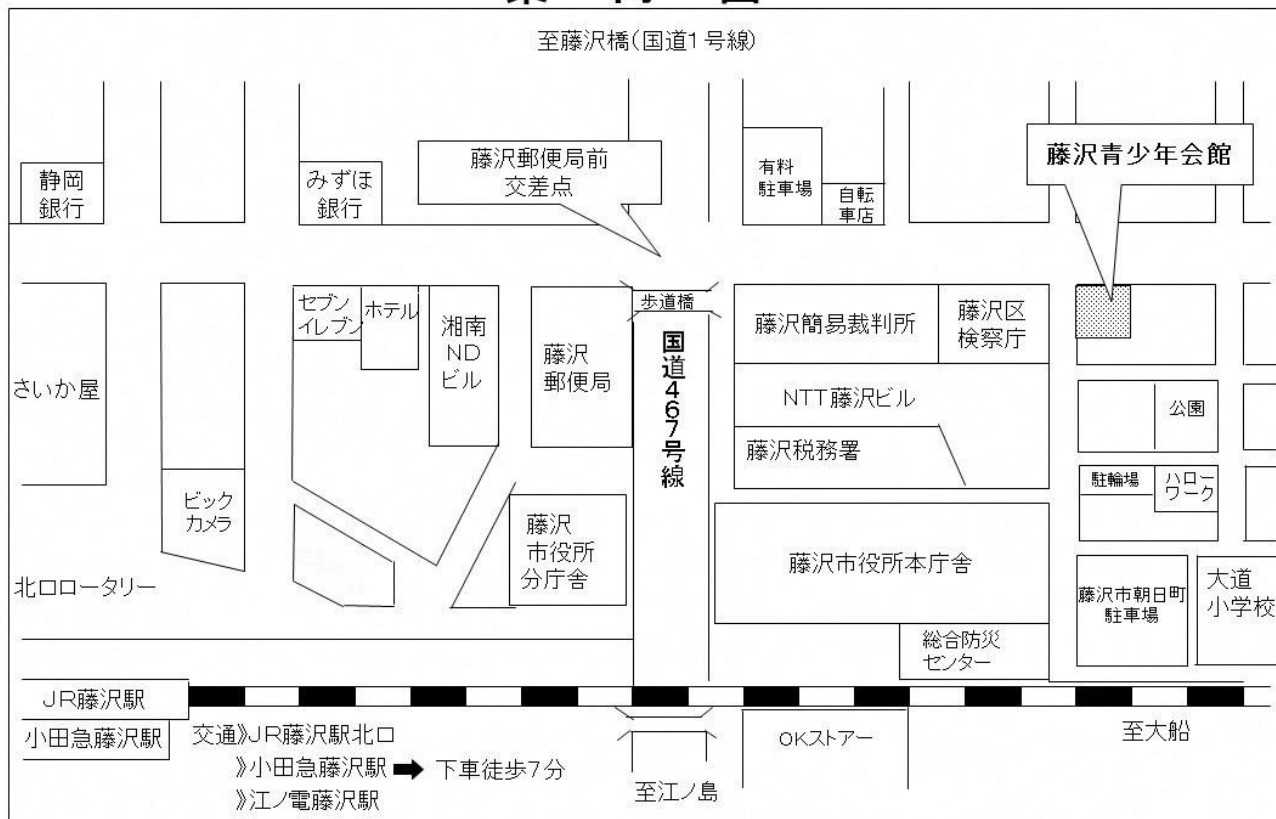 至藤沢橋(国道1号線)
静岡
銀行
みずほ
銀行
藤沢郵便局前
交差点
有料
駐車場
自転
車店
藤沢青少年会館
さいか屋
ビック
カメラ
セブン
イレブン
ホテル
湘南
ND
ビル
藤沢
郵便局
歩道橋
国道467号線
藤沢簡易裁判所
藤沢区
検察庁
NTT藤沢ビル
藤沢税務署
公園
駐輪場
ハロー
ワーク
北口ロータリー
藤沢
市役所
分庁舎
藤沢市役所本庁舎
総合防災
センター
藤沢市朝日町
駐車場
大道
小学校
JR藤沢駅
小田急藤沢駅
交通》JR藤沢駅北口
》小田急藤沢駅➡下車徒歩7分
》江ノ電藤沢駅
至江ノ島
OKストアー
至大船